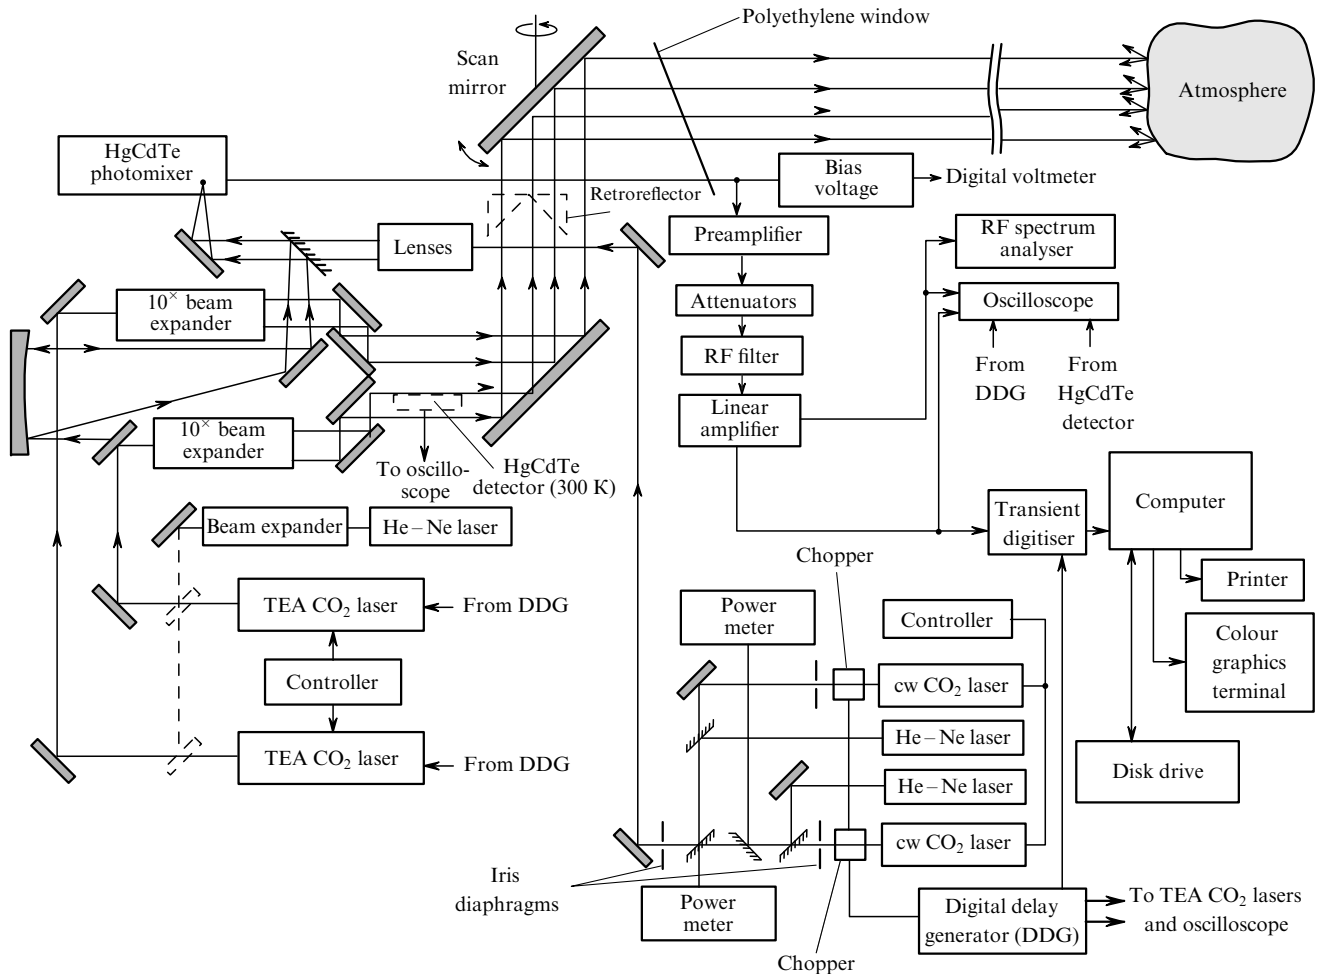 Polyethylene window
Scan
mirror
Atmosphere
HgCdTe
photomixer
Bias
voltage
Digital voltmeter
Retroreflector
Lenses
Preamplifier
RF spectrum
analyser
10× beam
expander
Attenuators
Oscilloscope
RF filter
From
DDG
From
HgCdTe
detector
Linear
amplifier
10× beam
expander
To oscillo-
scope
HgCdTe
detector (300 K)
Beam expander
He – Ne laser
Transient
digitiser
Computer
Chopper
Printer
TEA CO₂ laser
From DDG
Power
meter
Controller
Colour
graphics
terminal
Controller
cw CO₂ laser
TEA CO₂ laser
From DDG
He – Ne laser
Disk drive
He – Ne laser
cw CO₂ laser
Iris
diaphragms
Power
meter
Digital delay
generator (DDG)
To TEA CO₂ lasers
and oscilloscope
Chopper